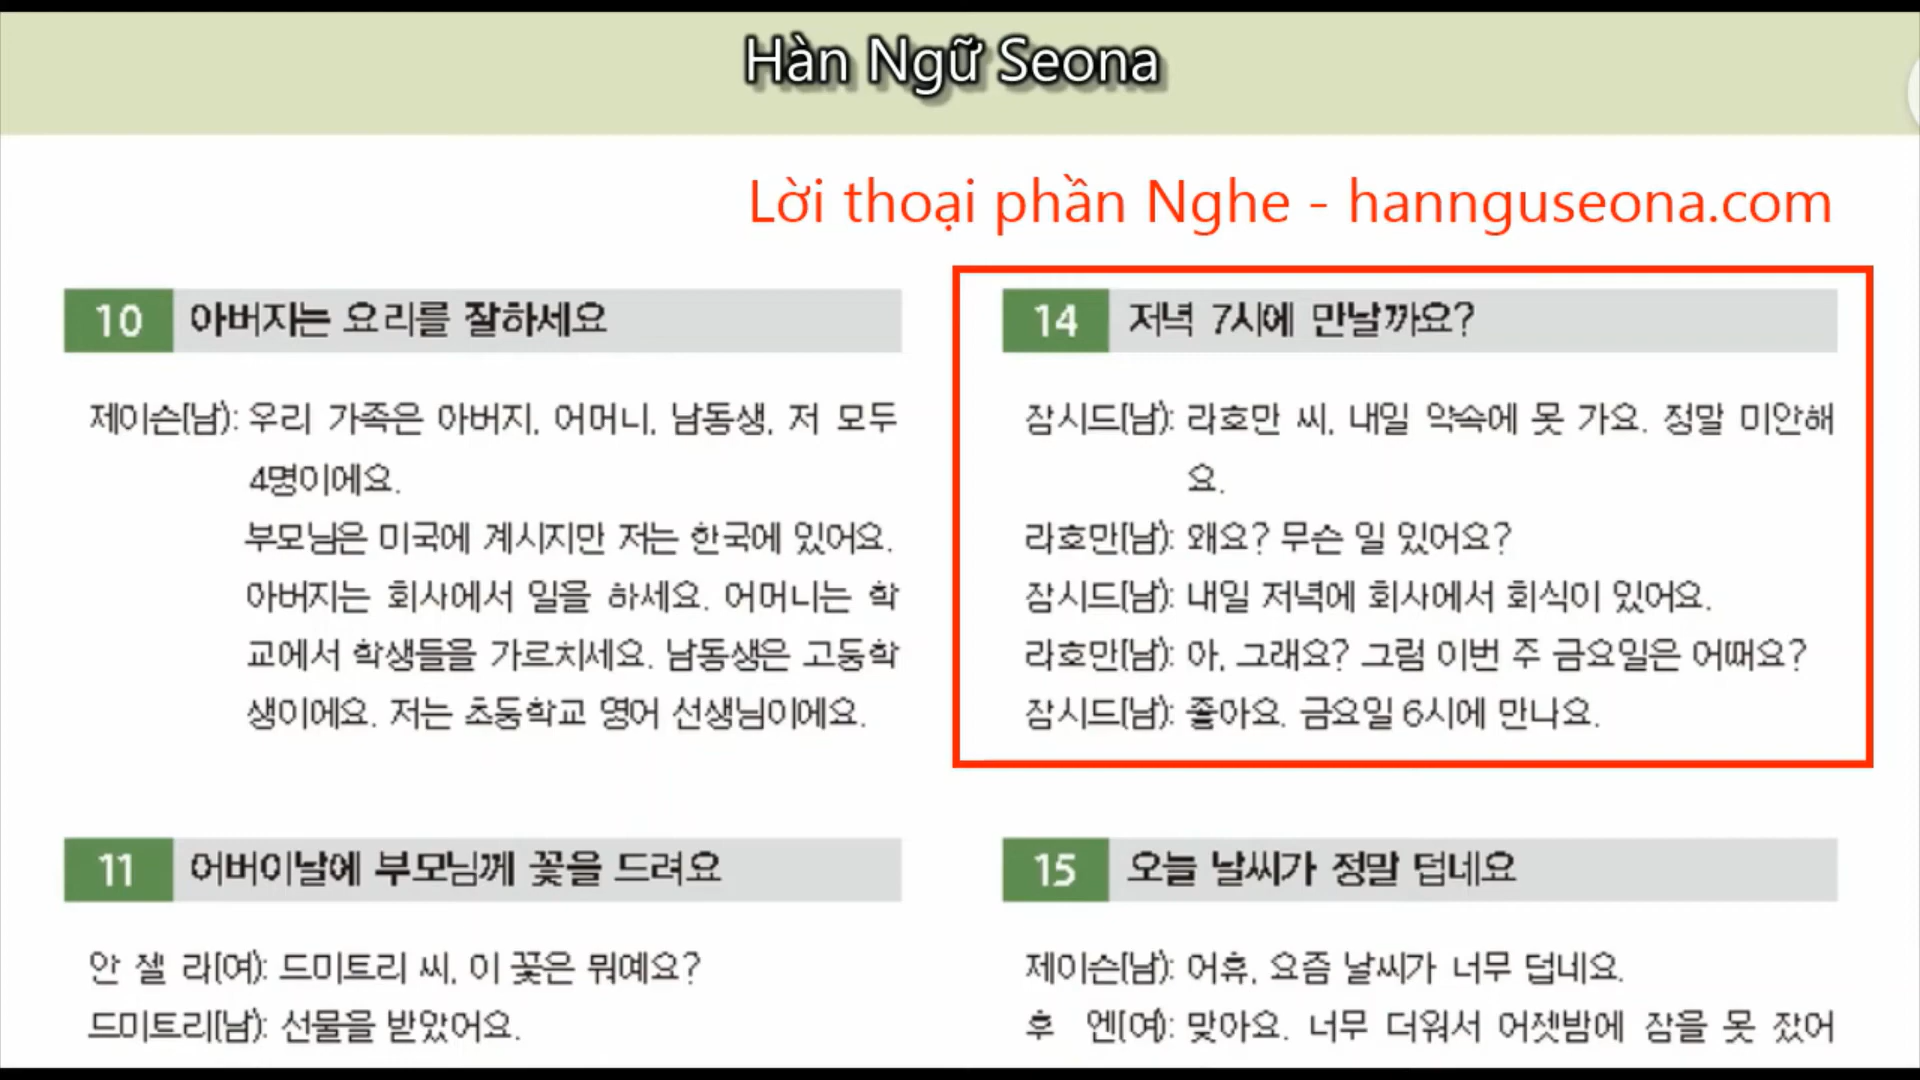 Hàn Ngữ Seona
Lời thoại phần Nghe - hannguseona.com
10 아버지는 요리를 잘하세요
제이슨(남): 우리 가족은 아버지, 어머니, 남동생, 저 모두
4명이에요.
부모님은 미국에 계시지만 저는 한국에 있어요.
아버지는 회사에서 일을 하세요. 어머니는 학
교에서 학생들을 가르치세요. 남동생은 고등학
생이에요. 저는 초등학교 영어 선생님이에요.
11 어버이날에 부모님께 꽃을 드려요
안 젤 라(여): 드미트리 씨, 이 꽃은 뭐예요?
드미트리(남): 선물을 받았어요.
14 저녁 7시에 만날까요?
잠시드(남): 라호만 씨, 내일 약속에 못 가요. 정말 미안해
요.
라호만(남): 왜요? 무슨 일 있어요?
잠시드(남): 내일 저녁에 회사에서 회식이 있어요.
라호만(남): 아, 그래요? 그럼 이번 주 금요일은 어때요?
잠시드(남): 좋아요. 금요일 6시에 만나요.
15 오늘 날씨가 정말 덥네요
제이슨(남): 어휴, 요즘 날씨가 너무 덥네요.
후 엔(여): 맞아요. 너무 더워서 어젯밤에 잠을 못 잤어